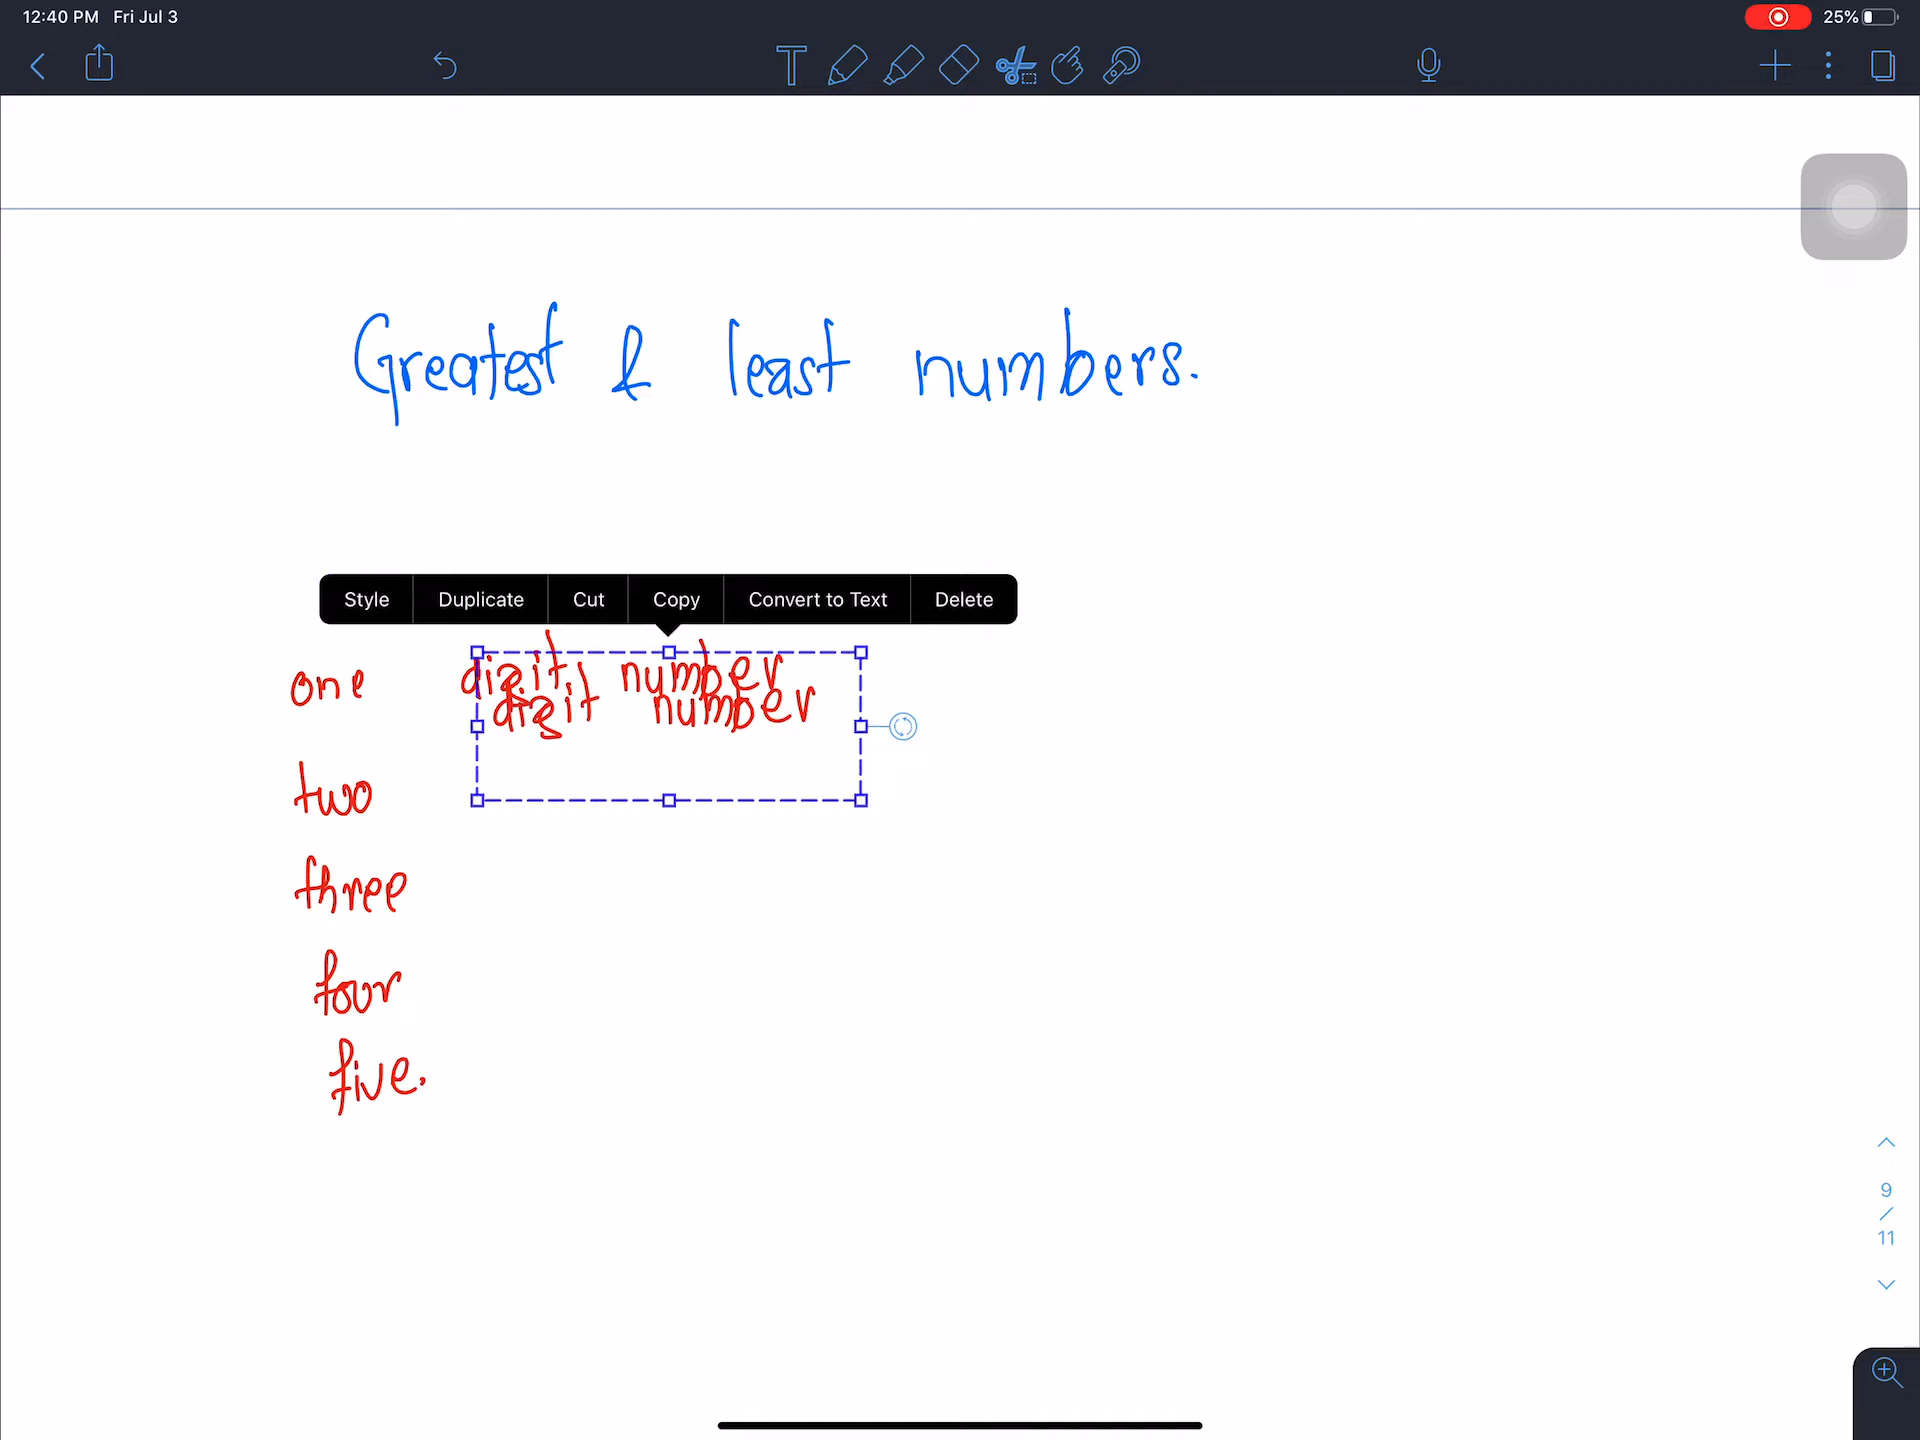 12:40 PM Fri Jul 3 25%
Greatest & least numbers.
Style Duplicate Cut Copy Convert to Text Delete
one digit number
digit number
two
three
four
five.
9
/
11